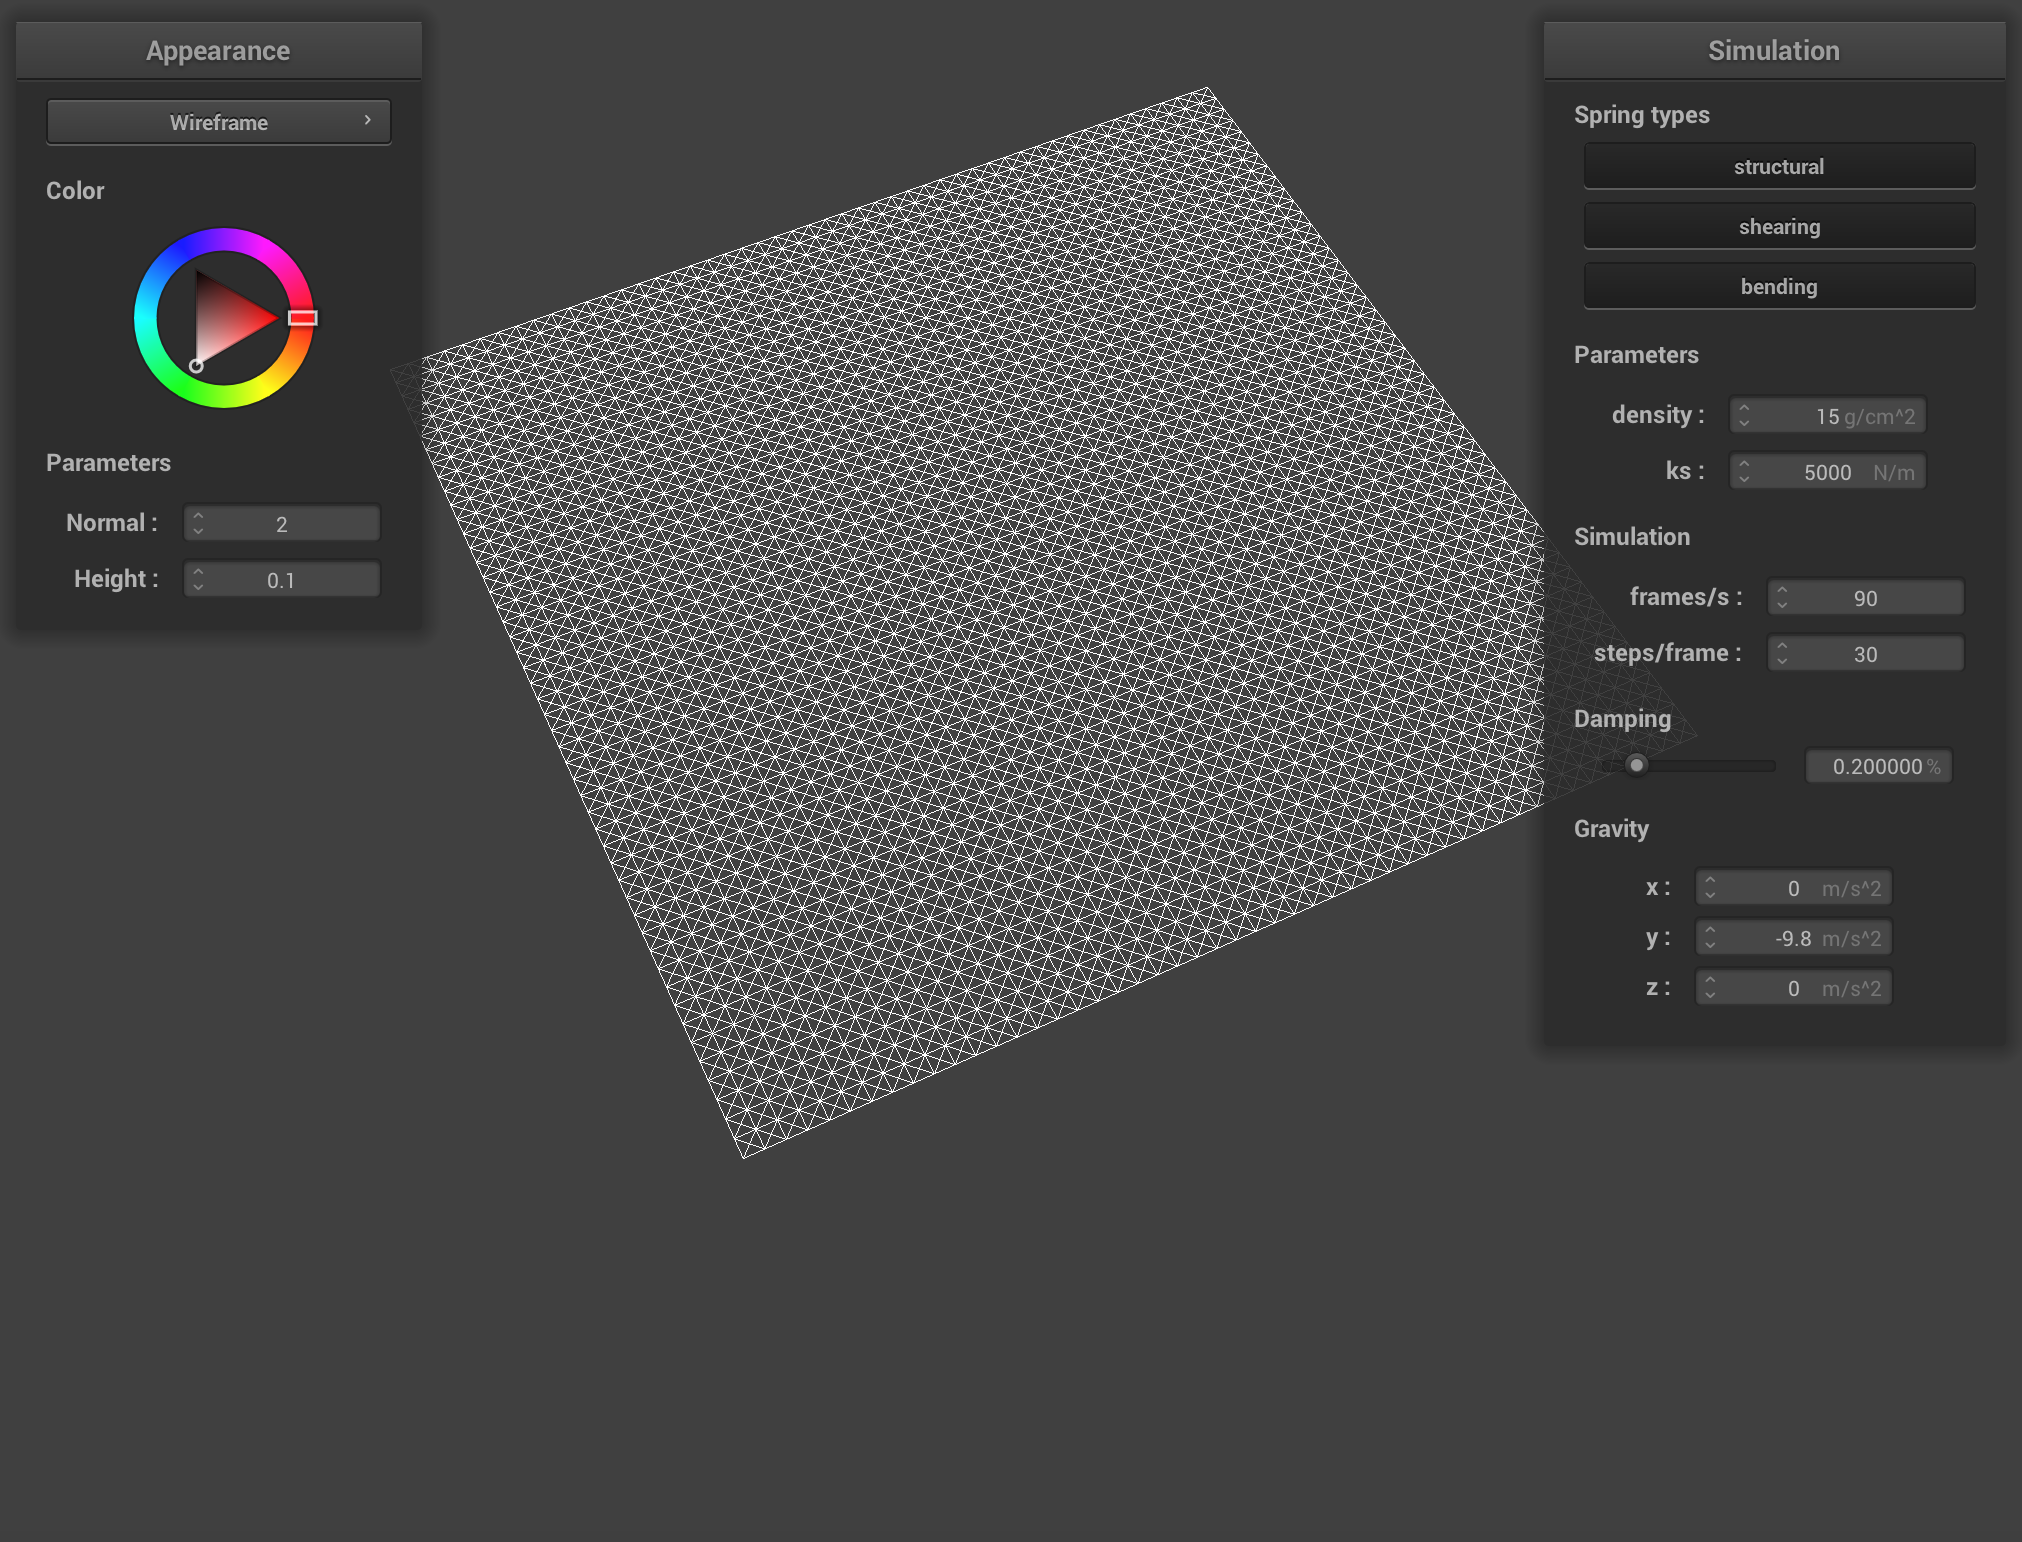 Appearance
Wireframe
Color
Parameters
Normal : 2
Height : 0.1
Simulation
Spring types
structural
shearing
bending
Parameters
density : 15 g/cm^2
ks : 5000 N/m
Simulation
frames/s : 90
steps/frame : 30
Damping
0.200000 %
Gravity
x : 0 m/s^2
y : -9.8 m/s^2
z : 0 m/s^2